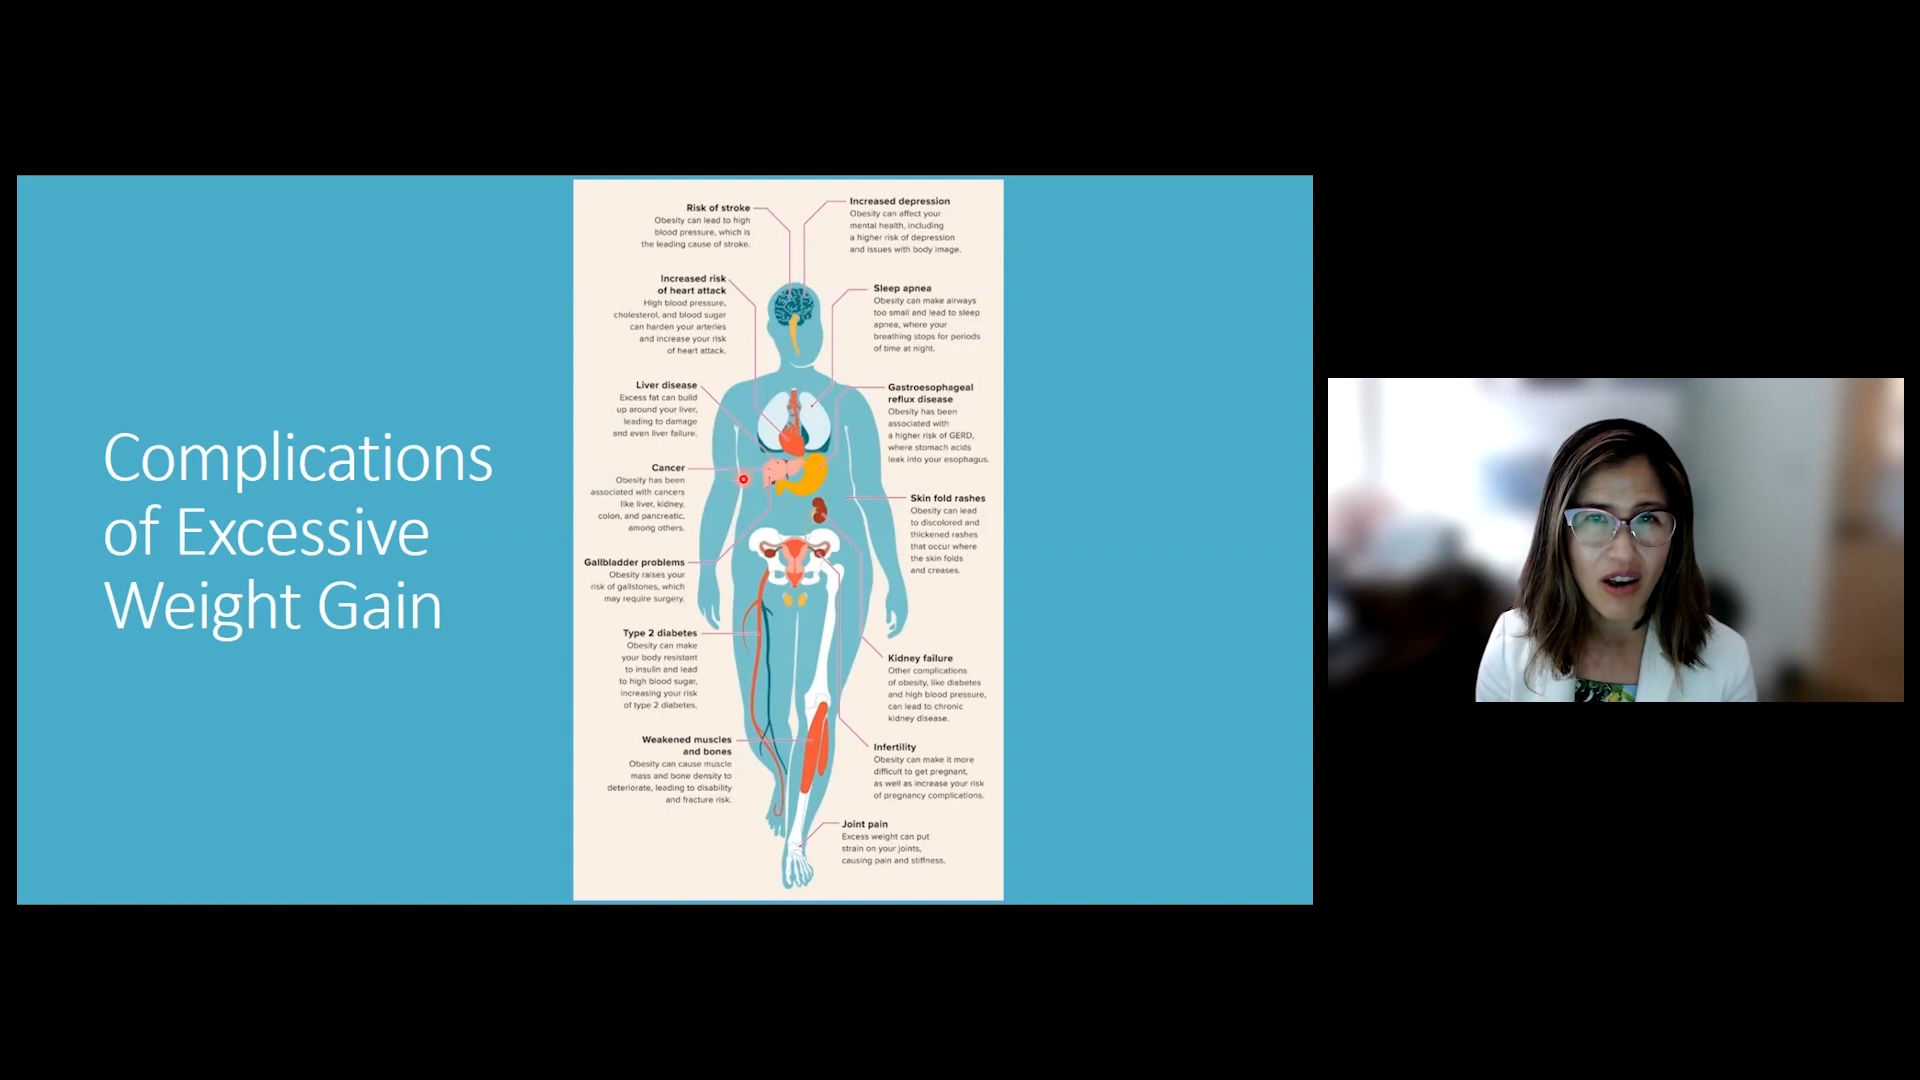 Complications
of Excessive
Weight Gain
Risk of stroke
Obesity can lead to high
blood pressure, which is
the leading cause of stroke.
Increased risk
of heart attack
High blood pressure,
cholesterol, and blood sugar
can harden your arteries
and increase your risk
of heart attack.
Liver disease
Excess fat can build
up around your liver,
leading to damage
and even liver failure.
Cancer
Obesity has been
associated with cancers
like liver, kidney,
colon, and pancreatic,
among others.
Gallbladder problems
Obesity raises your
risk of gallstones, which
may require surgery.
Type 2 diabetes
Obesity can make
your body resistant
to insulin and lead
to high blood sugar,
increasing your risk
of type 2 diabetes.
Weakened muscles
and bones
Obesity can cause muscle
mass and bone density to
deteriorate, leading to disability
and fracture risk.
Increased depression
Obesity can affect your
mental health, including
a higher risk of depression
and issues with body image.
Sleep apnea
Obesity can make airways
too small and lead to sleep
apnea, where your
breathing stops for periods
of time at night.
Gastroesophageal
reflux disease
Obesity has been
associated with
a higher risk of GERD,
where stomach acids
leak into your esophagus.
Skin fold rashes
Obesity can lead
to discolored and
thickened rashes
that occur where
the skin folds
and creases.
Kidney failure
Other complications
of obesity, like diabetes
and high blood pressure,
can lead to chronic
kidney disease.
Infertility
Obesity can make it more
difficult to get pregnant,
as well as increase your risk
of pregnancy complications.
Joint pain
Excess weight can put
strain on your joints,
causing pain and stiffness.